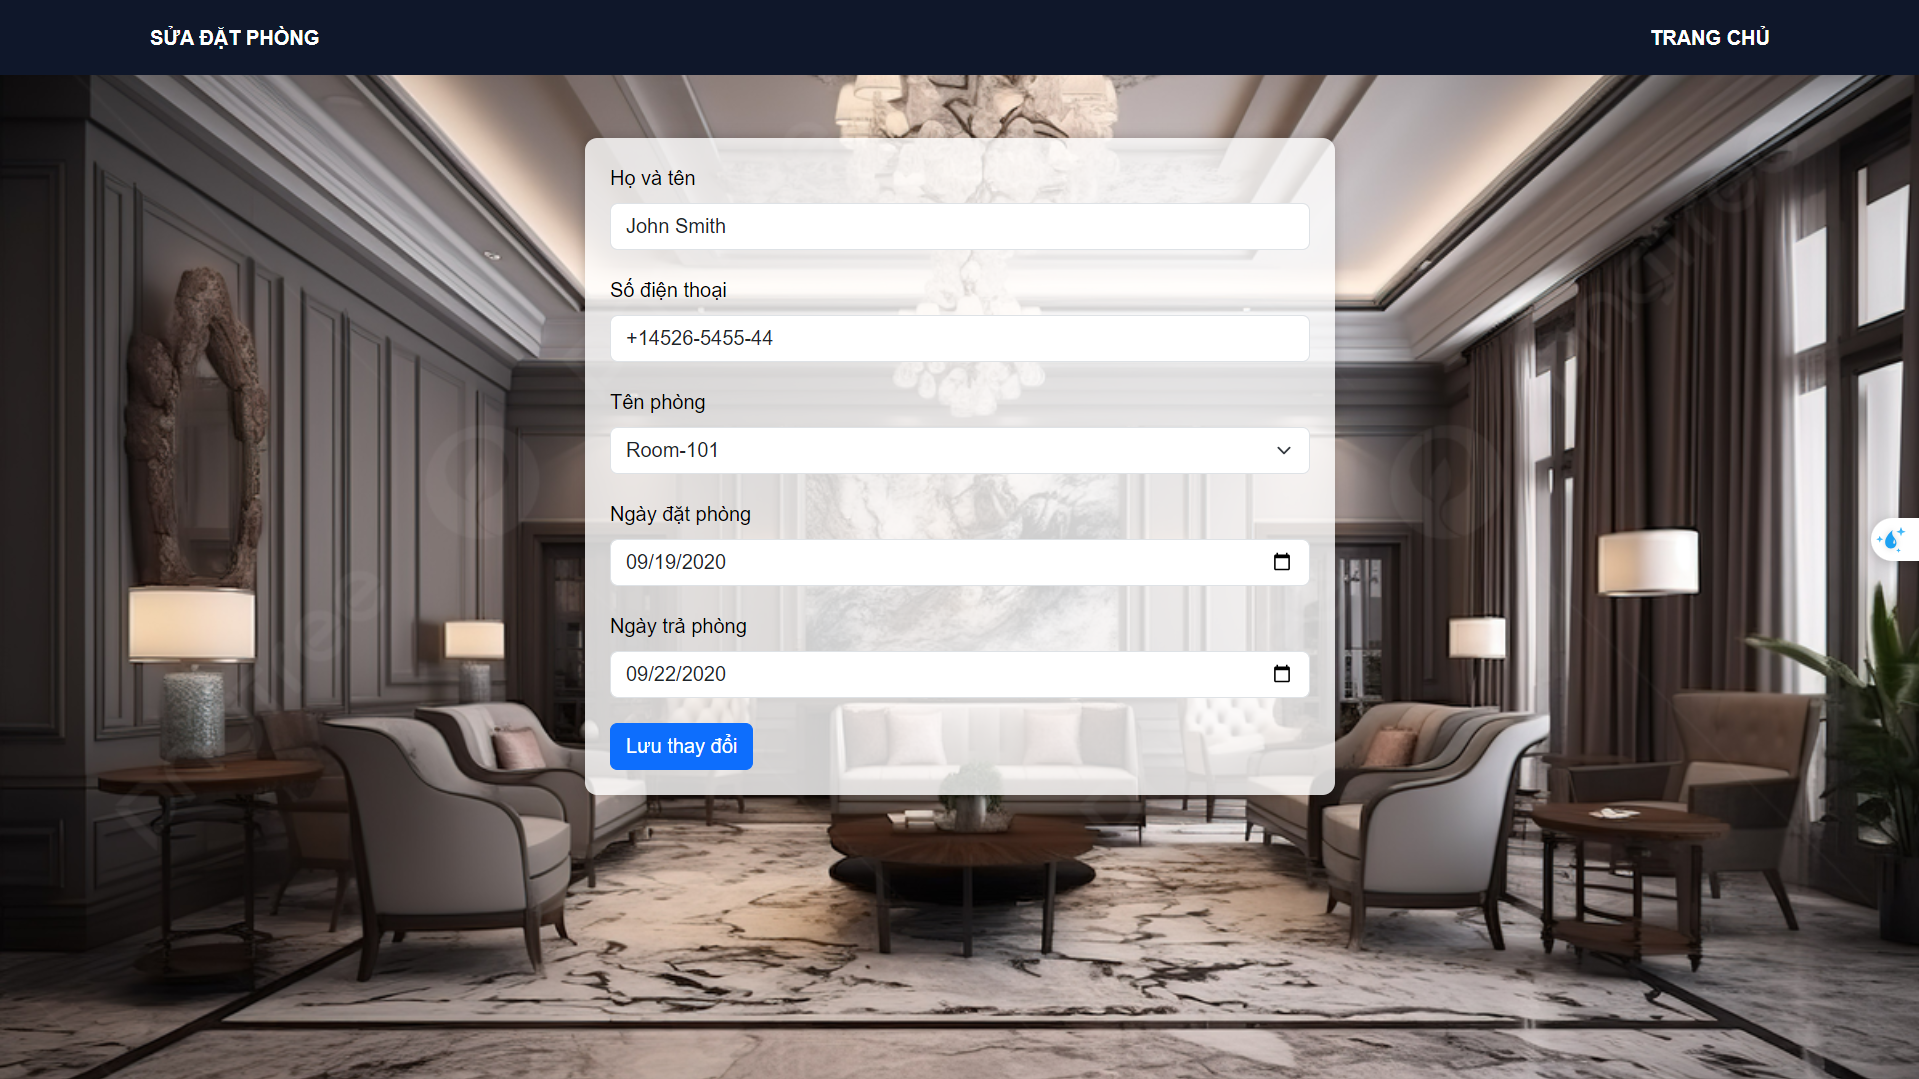 SỬA ĐẶT PHÒNG
TRANG CHỦ
Họ và tên
John Smith
Số điện thoại
+14526-5455-44
Tên phòng
Room-101
Ngày đặt phòng
09/19/2020
Ngày trả phòng
09/22/2020
Lưu thay đổi